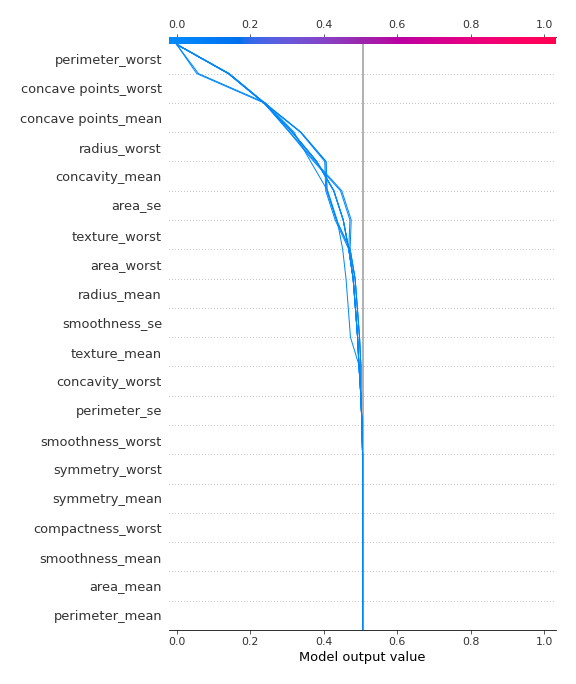 0.0 0.2 0.4 0.6 0.8 1.0
perimeter_worst
concave points_worst
concave points_mean
radius_worst
concavity_mean
area_se
texture_worst
area_worst
radius_mean
smoothness_se
texture_mean
concavity_worst
perimeter_se
smoothness_worst
symmetry_worst
symmetry_mean
compactness_worst
smoothness_mean
area_mean
perimeter_mean
0.0 0.2 0.4 0.6 0.8 1.0
Model output value